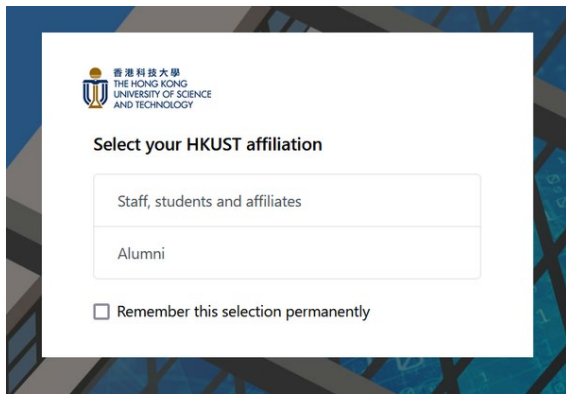 香港科技大學
THE HONG KONG
UNIVERSITY OF SCIENCE
AND TECHNOLOGY
Select your HKUST affiliation
Staff, students and affiliates
Alumni
Remember this selection permanently